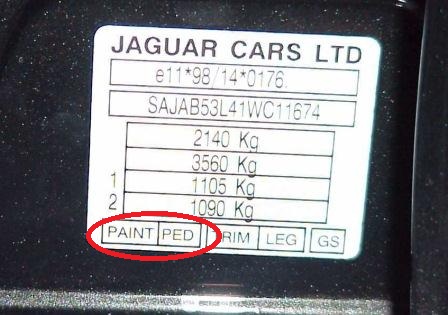 JAGUAR CARS LTD
e11*98/14*0176.
SAJAB53L41WC11674
2140 Kg
3560 Kg
1 1105 Kg
2 1090 Kg
PAINT PED TRIM LEG GS